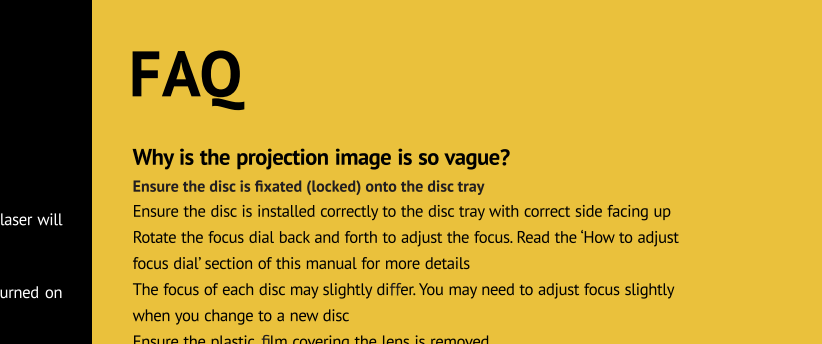 laser will
urned on
FAQ
Why is the projection image is so vague?
Ensure the disc is fixated (locked) onto the disc tray
Ensure the disc is installed correctly to the disc tray with correct side facing up
Rotate the focus dial back and forth to adjust the focus. Read the ‘How to adjust
focus dial’ section of this manual for more details
The focus of each disc may slightly differ. You may need to adjust focus slightly
when you change to a new disc
Ensure the plastic film covering the lens is removed